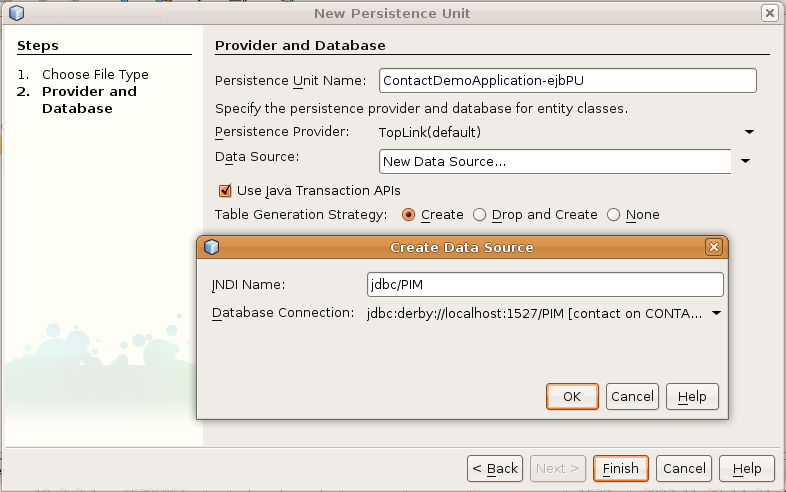 New Persistence Unit
Steps
1. Choose File Type
2. Provider and
Database
Provider and Database
Persistence Unit Name: ContactDemoApplication-ejbPU
Specify the persistence provider and database for entity classes.
Persistence Provider: TopLink(default)
Data Source: New Data Source...
Use Java Transaction APIs
Table Generation Strategy: Create Drop and Create None
Create Data Source
JNDI Name: jdbc/PIM
Database Connection: jdbc:derby://localhost:1527/PIM [contact on CONTA...
OK Cancel Help
< Back Next > Finish Cancel Help